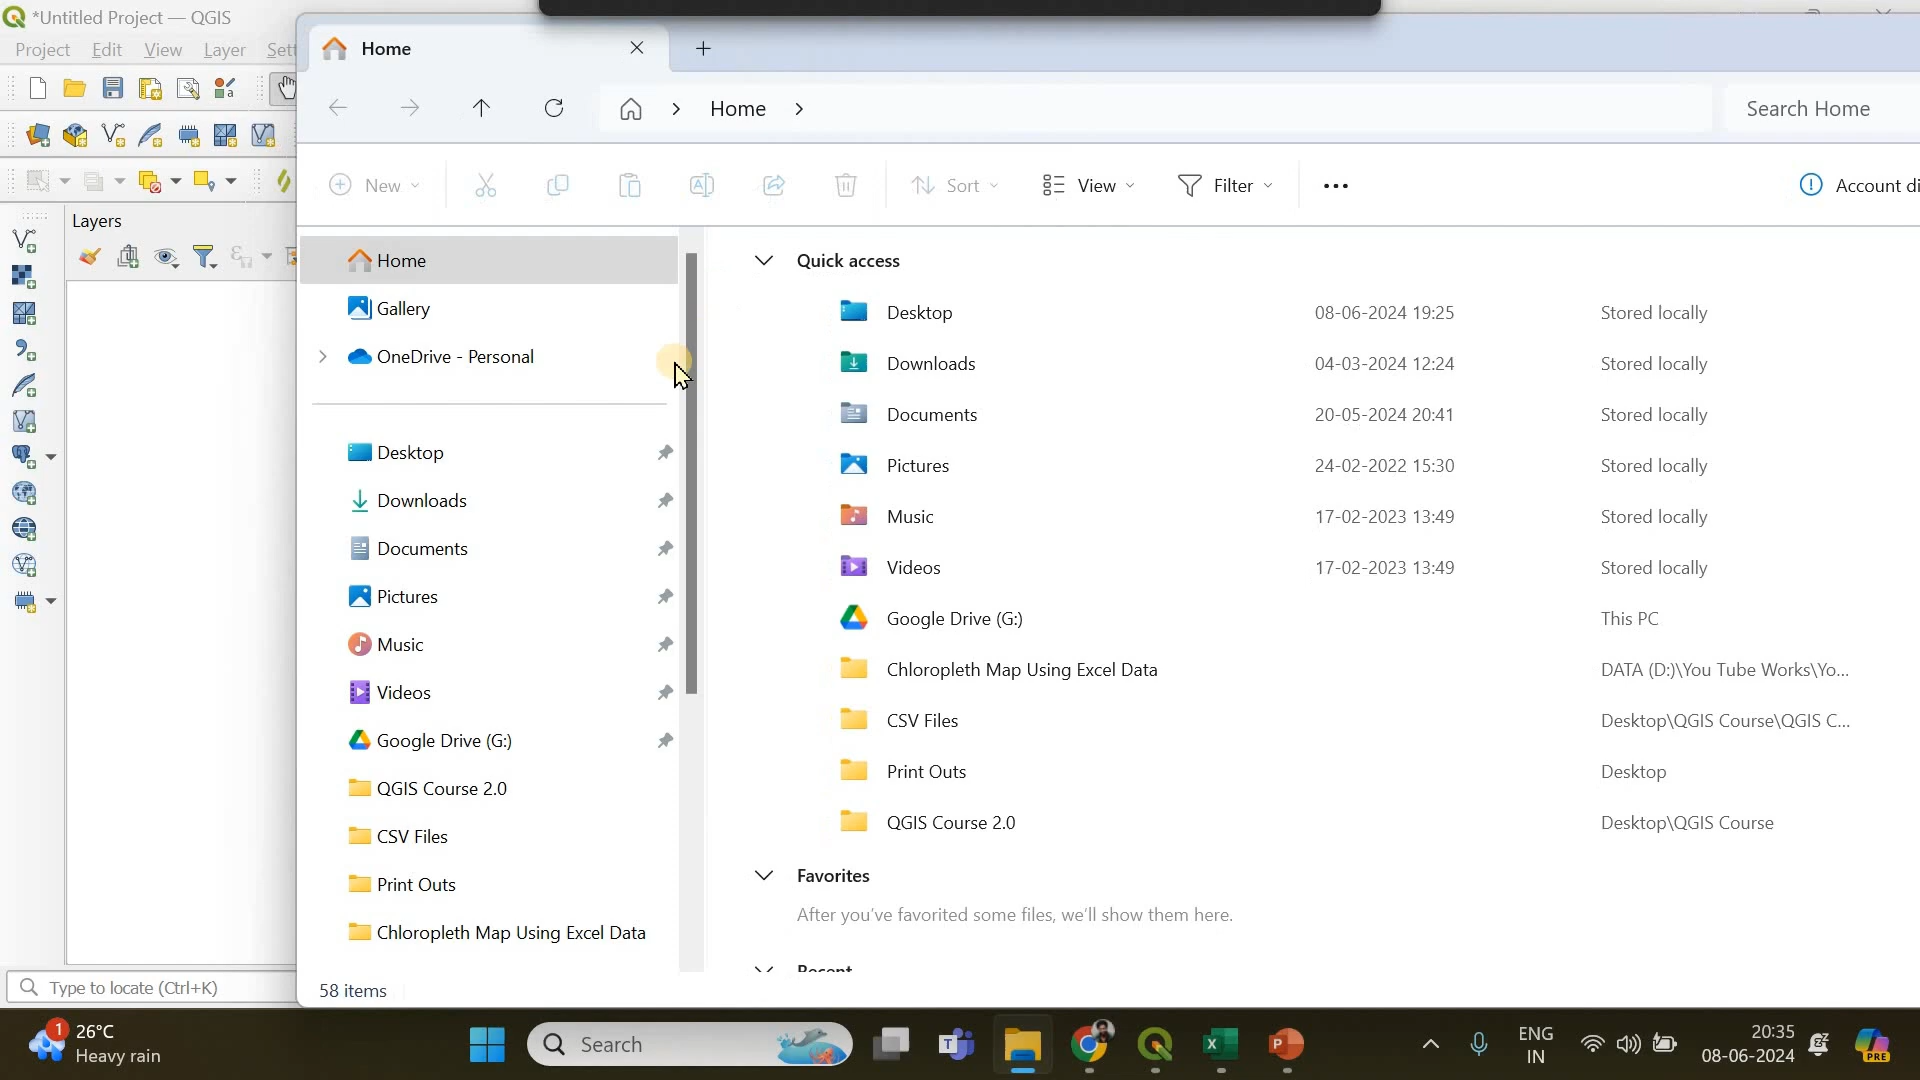 *Untitled Project — QGIS
Project Edit View Layer Sett
Home
Home
Search Home
New
Sort
View
Filter
Account di
Layers
Home
Gallery
OneDrive - Personal
Desktop
Downloads
Documents
Pictures
Music
Videos
Google Drive (G:)
QGIS Course 2.0
CSV Files
Print Outs
Chloropleth Map Using Excel Data
Quick access
Desktop 08-06-2024 19:25 Stored locally
Downloads 04-03-2024 12:24 Stored locally
Documents 20-05-2024 20:41 Stored locally
Pictures 24-02-2022 15:30 Stored locally
Music 17-02-2023 13:49 Stored locally
Videos 17-02-2023 13:49 Stored locally
Google Drive (G:) This PC
Chloropleth Map Using Excel Data DATA (D:)\You Tube Works\Yo...
CSV Files Desktop\QGIS Course\QGIS C...
Print Outs Desktop
QGIS Course 2.0 Desktop\QGIS Course
Favorites
After you've favorited some files, we'll show them here.
Recent
58 items
Type to locate (Ctrl+K)
1
26°C
Heavy rain
Search
ENG
IN
20:35
08-06-2024
PRE